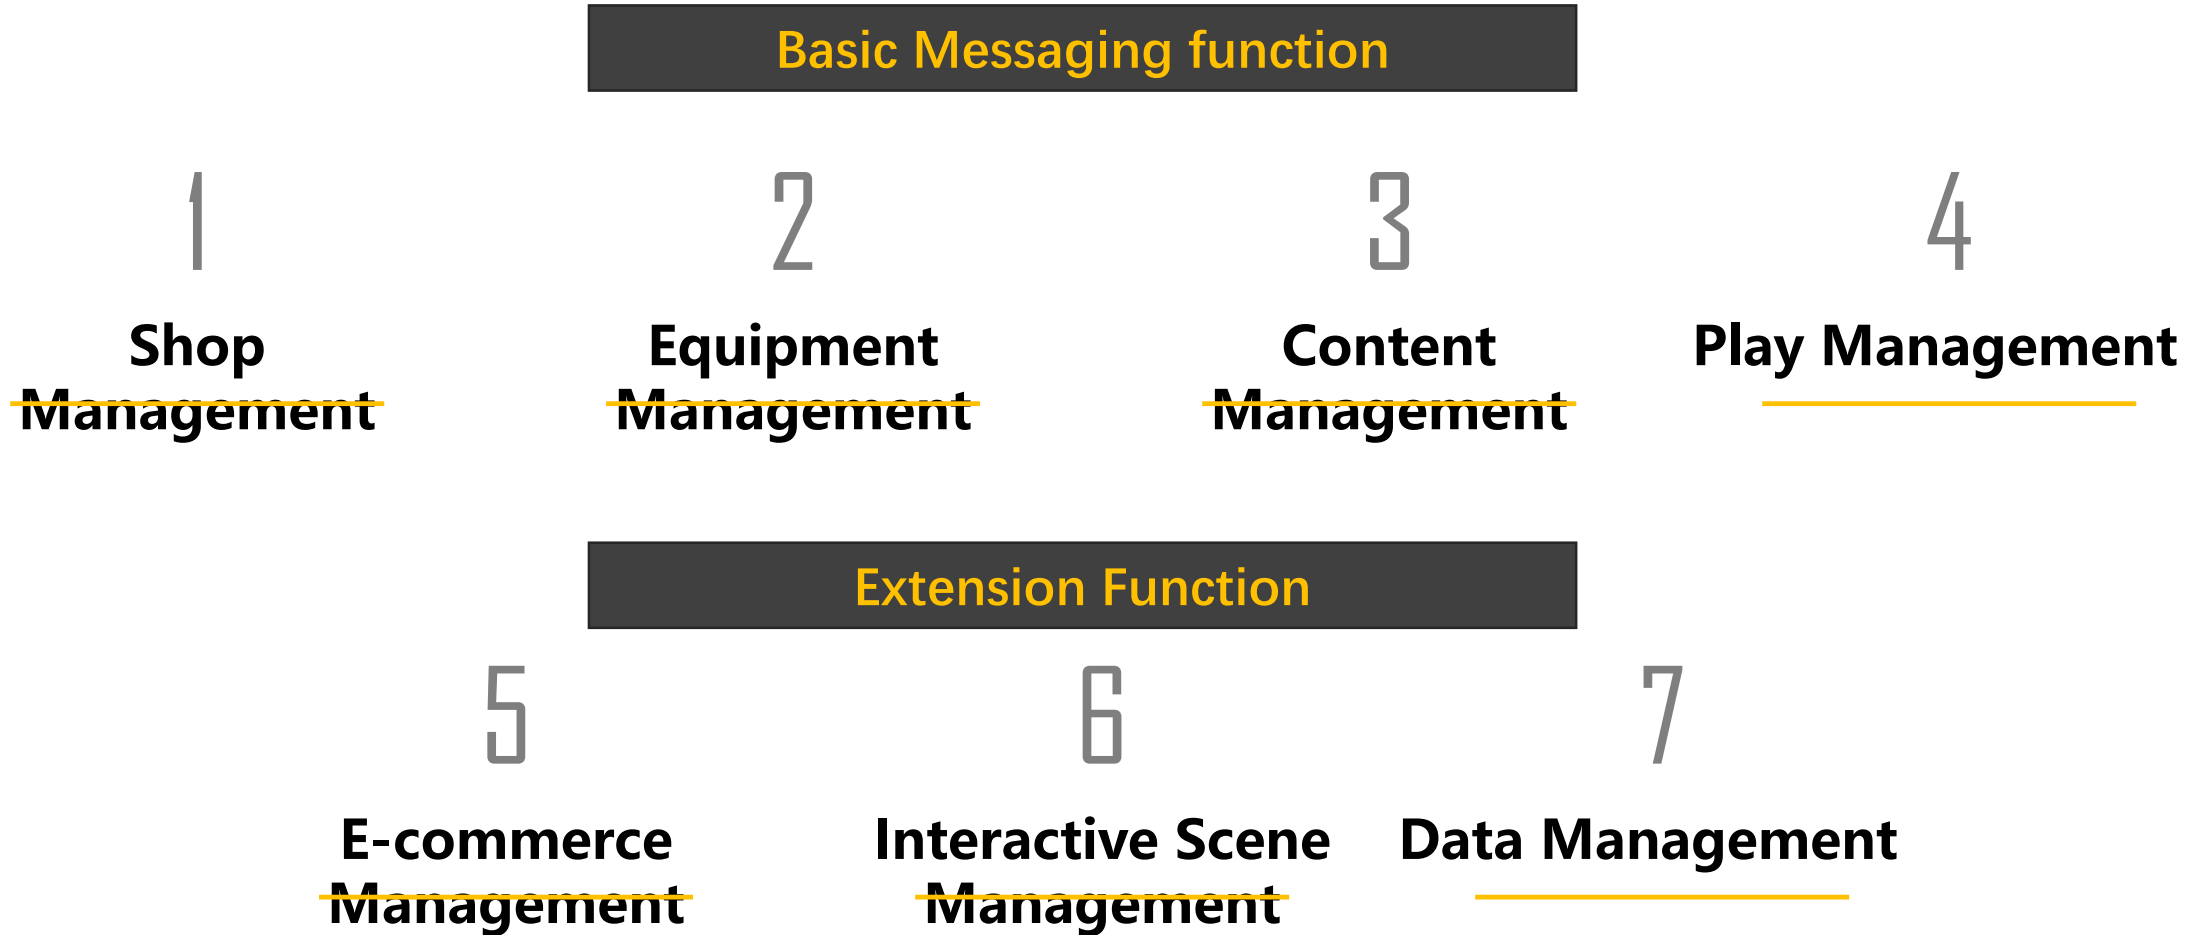 Basic Messaging function
1
2
3
4
Shop
Management
Equipment
Management
Content
Management
Play Management
Extension Function
5
6
7
E-commerce
Management
Interactive Scene
Management
Data Management